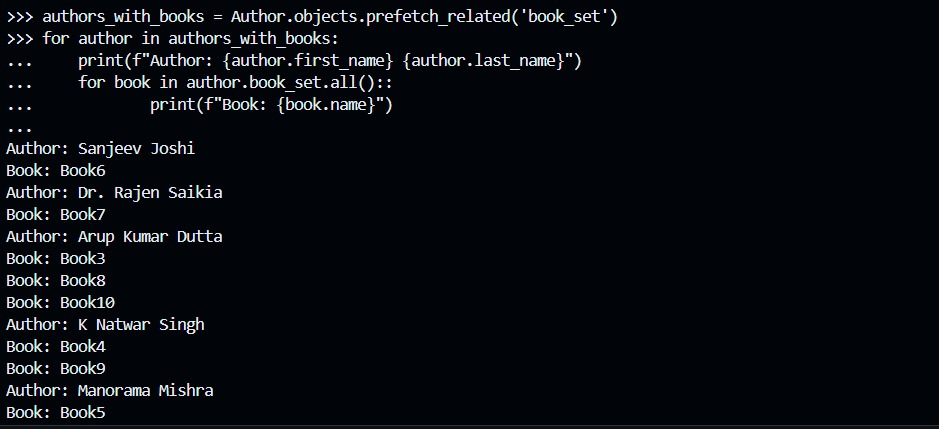 >>> authors_with_books = Author.objects.prefetch_related('book_set')
>>> for author in authors_with_books:
...     print(f"Author: {author.first_name} {author.last_name}")
...     for book in author.book_set.all()::
...             print(f"Book: {book.name}")
...
Author: Sanjeev Joshi
Book: Book6
Author: Dr. Rajen Saikia
Book: Book7
Author: Arup Kumar Dutta
Book: Book3
Book: Book8
Book: Book10
Author: K Natwar Singh
Book: Book4
Book: Book9
Author: Manorama Mishra
Book: Book5